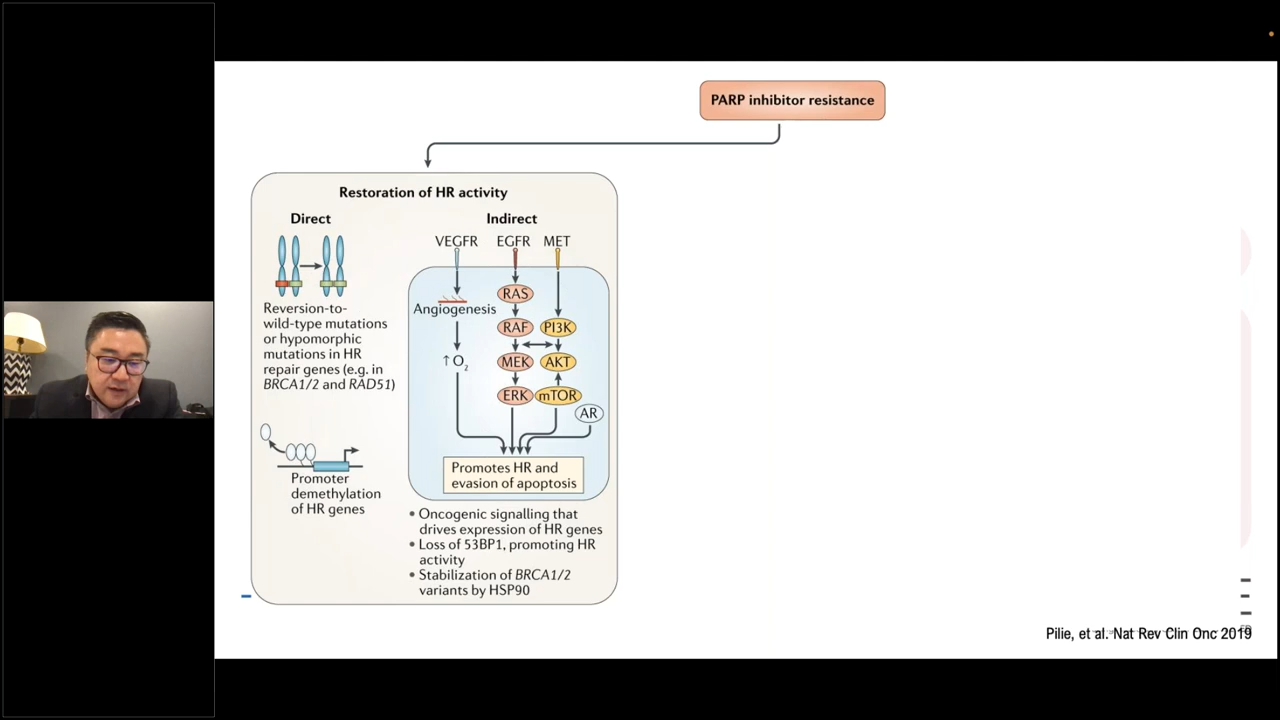 PARP inhibitor resistance
Restoration of HR activity
Direct
Reversion-to-
wild-type mutations
or hypomorphic
mutations in HR
repair genes (e.g. in
BRCA1/2 and RAD51)
Promoter
demethylation
of HR genes
Indirect
VEGFR EGFR MET
RAS
Angiogenesis
RAF PI3K
↑O₂
MEK AKT
ERK mTOR
AR
Promotes HR and
evasion of apoptosis
• Oncogenic signalling that
drives expression of HR genes
• Loss of 53BP1, promoting HR
activity
• Stabilization of BRCA1/2
variants by HSP90
Pilie, et al. Nat Rev Clin Onc 2019